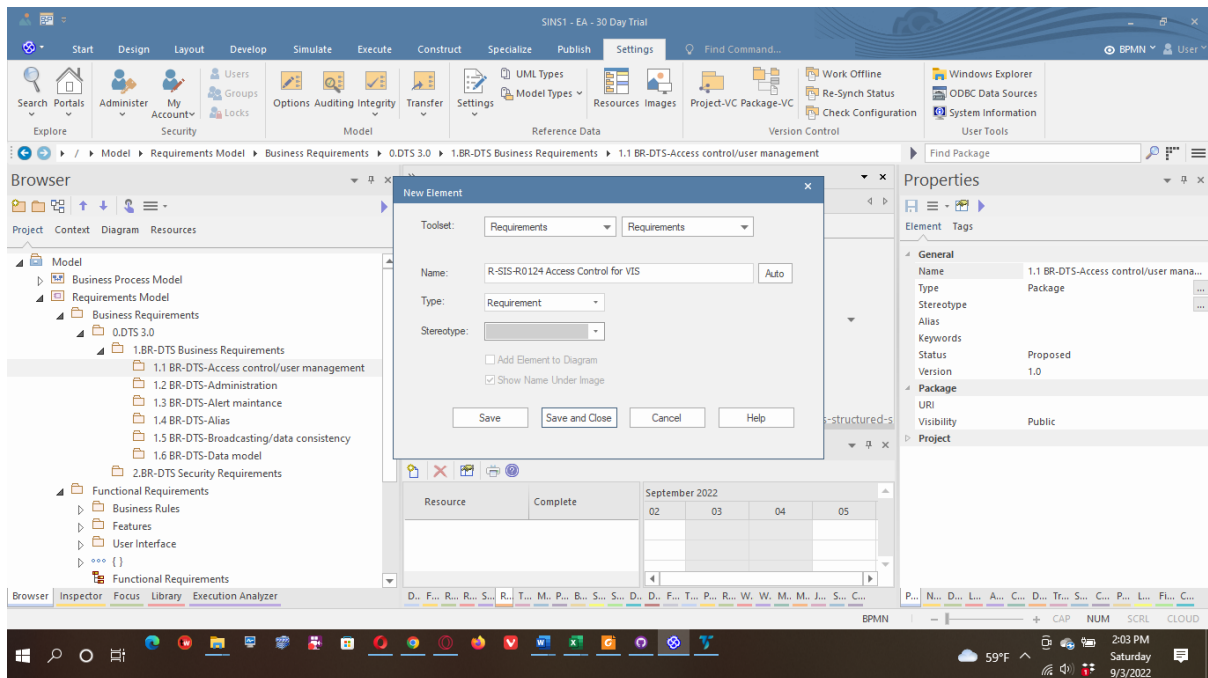 SINS1 - EA - 30 Day Trial
Start Design Layout Develop Simulate Execute Construct Specialize Publish Settings Find Command... BPMN User
Search Portals Administer My Account Users Groups Locks Options Auditing Integrity Transfer Settings UML Types Model Types Resources Images Project-VC Package-VC Work Offline Re-Synch Status Check Configuration Windows Explorer ODBC Data Sources System Information
Explore Security Model Reference Data Version Control User Tools
/ Model Requirements Model Business Requirements 0.DTS 3.0 1.BR-DTS Business Requirements 1.1 BR-DTS-Access control/user management Find Package
Browser
Project Context Diagram Resources
Model
Business Process Model
Requirements Model
Business Requirements
0.DTS 3.0
1.BR-DTS Business Requirements
1.1 BR-DTS-Access control/user management
1.2 BR-DTS-Administration
1.3 BR-DTS-Alert maintance
1.4 BR-DTS-Alias
1.5 BR-DTS-Broadcasting/data consistency
1.6 BR-DTS-Data model
2.BR-DTS Security Requirements
Functional Requirements
Business Rules
Features
User Interface
{ }
Functional Requirements
Browser Inspector Focus Library Execution Analyzer
New Element
Toolset: Requirements Requirements
Name: R-SIS-R0124 Access Control for VIS Auto
Type: Requirement
Stereotype:
Add Element to Diagram
Show Name Under Image
Save Save and Close Cancel Help
s-structured-s
Resource Complete September 2022
02 03 04 05
D.. F... R... R... S... R.. T... M.. P... B... S... S... D.. D.. F... T... P... R... W. W. M.. M.. J... S... C...
Properties
Element Tags
General
Name 1.1 BR-DTS-Access control/user mana...
Type Package ...
Stereotype ...
Alias
Keywords
Status Proposed
Version 1.0
Package
URI
Visibility Public
Project
P... N... D... L... A... C... D... Tr... S... C... P... L... Fi... C...
BPMN CAP NUM SCRL CLOUD
59°F
2:03 PM
Saturday
9/3/2022